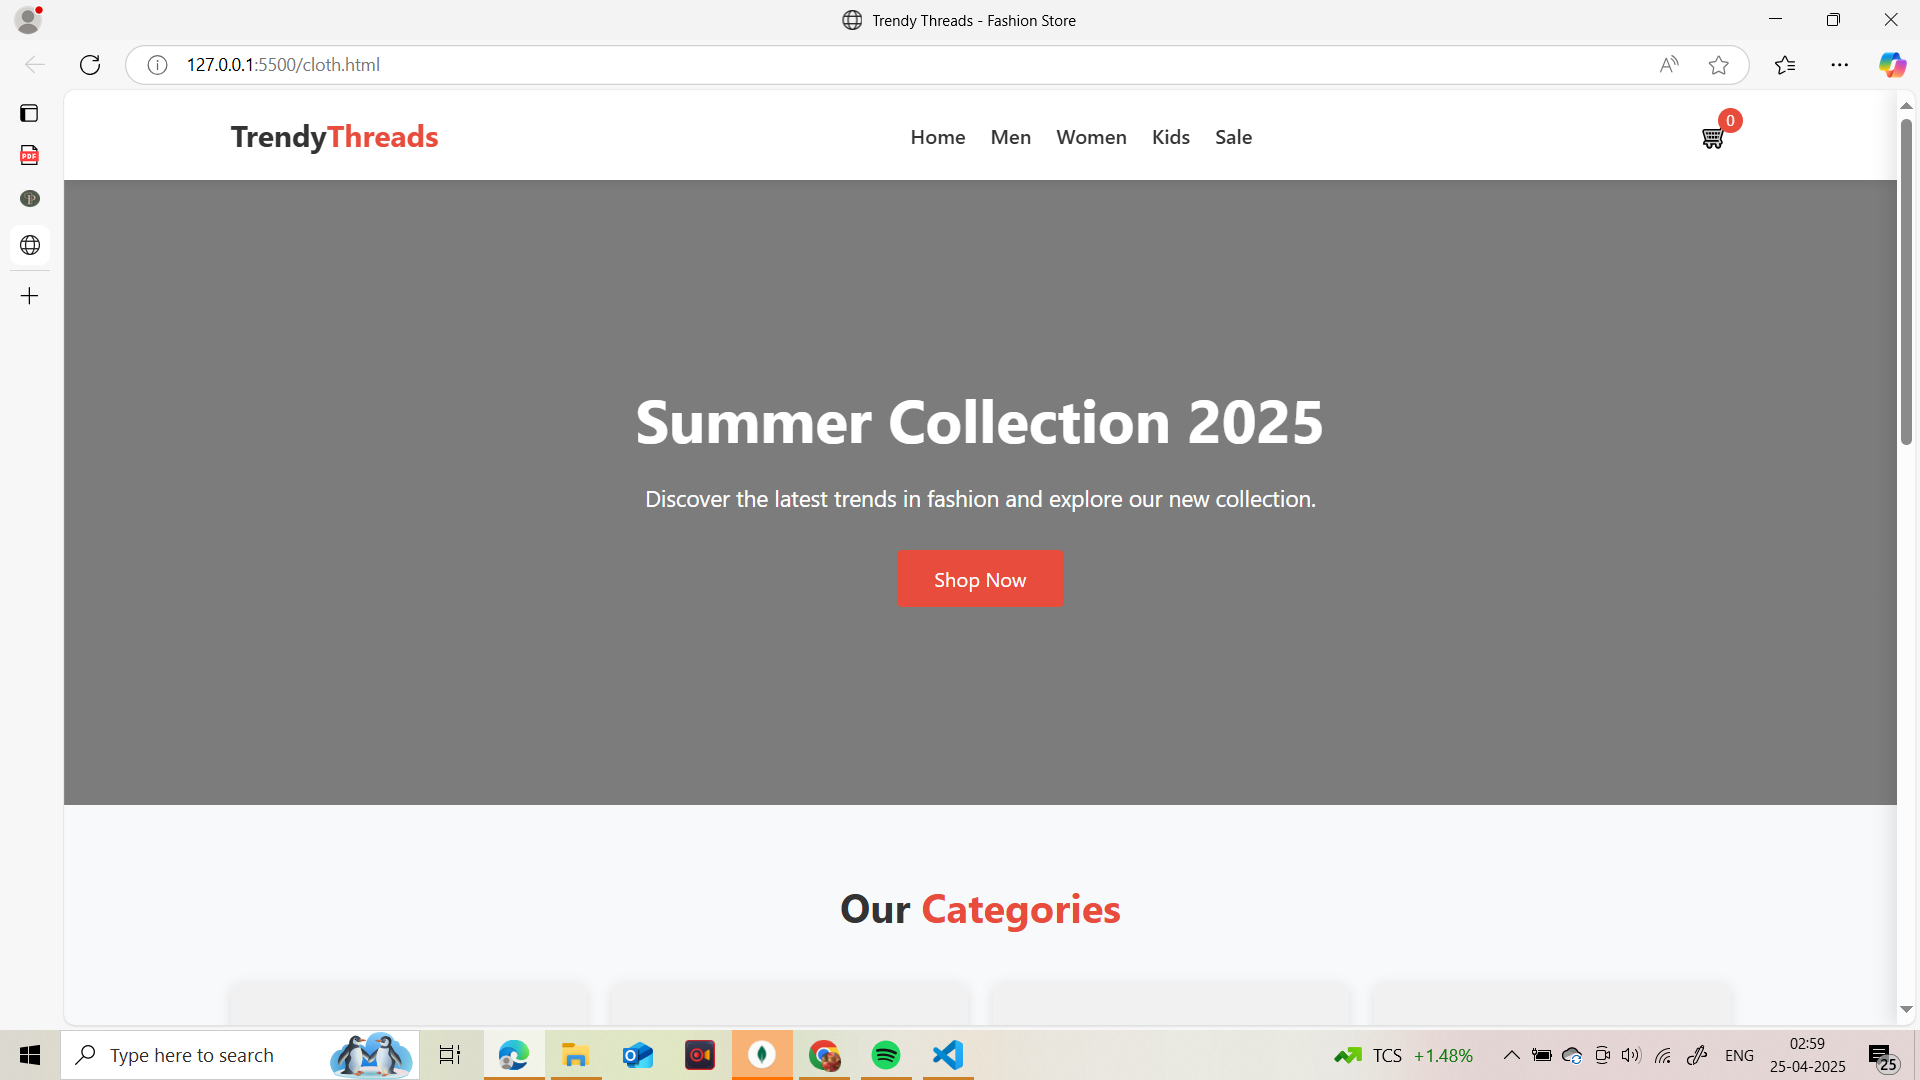 Trendy Threads - Fashion Store
127.0.0.1:5500/cloth.html
PDF
TrendyThreads
Home Men Women Kids Sale
0
Summer Collection 2025
Discover the latest trends in fashion and explore our new collection.
Shop Now
Our Categories
Type here to search
TCS +1.48%
ENG
02:59
25-04-2025
25